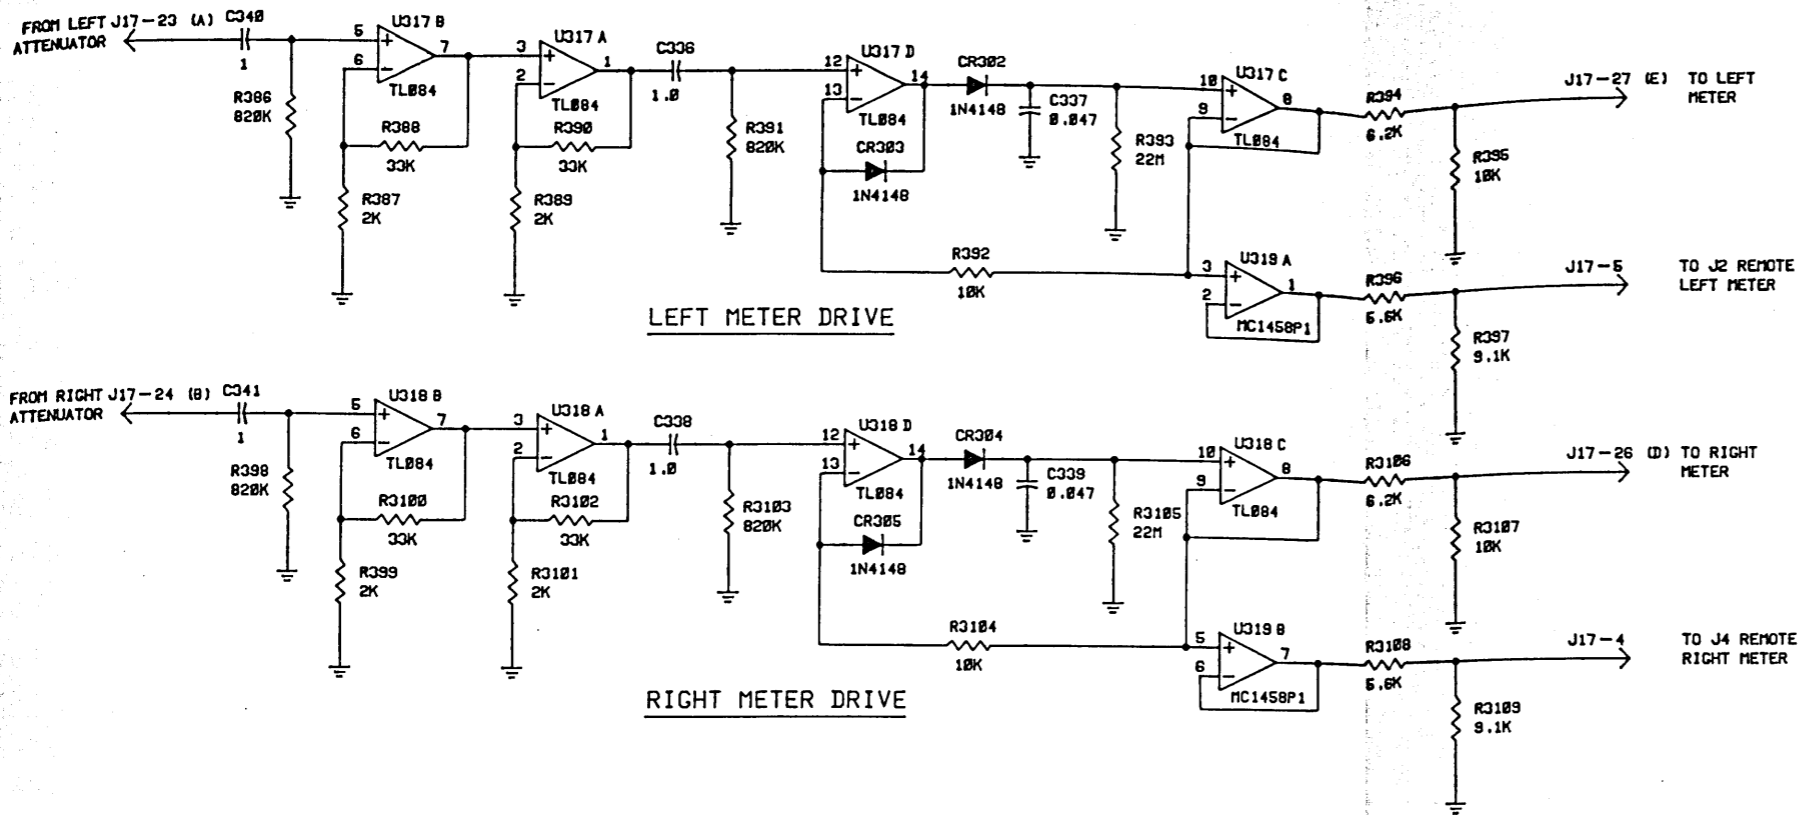 FROM LEFT J17-23 (A) C340
ATTENUATOR
1
R386
820K
5
6
U317 B
7
TL084
R388
33K
R387
2K
3
2
U317 A
1
TL084
R390
33K
R389
2K
C336
1.0
R391
820K
12
13
U317 D
14
TL084
CR303
1N4148
CR302
1N4148
C337
0.047
R393
22M
10
9
U317 C
8
TL084
R394
6.2K
R395
10K
J17-27 (E) TO LEFT
METER
R392
10K
3
2
U319 A
1
MC1458P1
R396
5.6K
R397
9.1K
J17-5
TO J2 REMOTE
LEFT METER
LEFT METER DRIVE
FROM RIGHT J17-24 (B) C341
ATTENUATOR
1
R398
820K
5
6
U318 B
7
TL084
R3100
33K
R399
2K
3
2
U318 A
1
TL084
R3102
33K
R3101
2K
C338
1.0
R3103
820K
12
13
U318 D
14
TL084
CR305
1N4148
CR304
1N4148
C339
0.047
R3105
22M
10
9
U318 C
8
TL084
R3106
6.2K
R3107
10K
J17-26 (D) TO RIGHT
METER
R3104
10K
5
6
U319 B
7
MC1458P1
R3108
5.6K
R3109
9.1K
J17-4
TO J4 REMOTE
RIGHT METER
RIGHT METER DRIVE